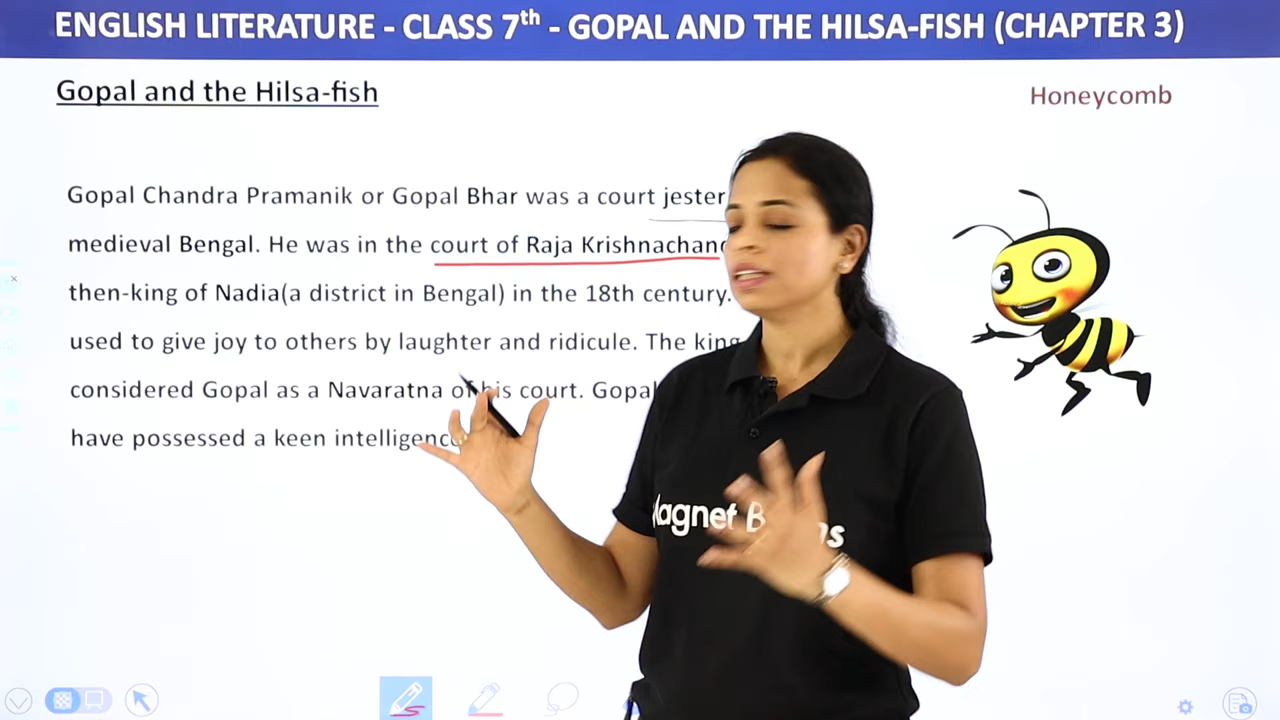 ENGLISH LITERATURE - CLASS 7th - GOPAL AND THE HILSA-FISH (CHAPTER 3)
Gopal and the Hilsa-fish
Honeycomb
Gopal Chandra Pramanik or Gopal Bhar was a court jester
medieval Bengal. He was in the court of Raja Krishnachand
then-king of Nadia(a district in Bengal) in the 18th century.
used to give joy to others by laughter and ridicule. The king
considered Gopal as a Navaratna of his court. Gopal
have possessed a keen intelligence
agnet B ns